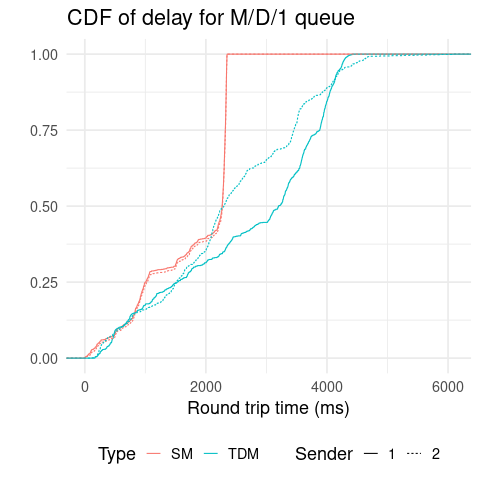 CDF of delay for M/D/1 queue
1.00
0.75
0.50
0.25
0.00
0 2000 4000 6000
Round trip time (ms)
Type SM TDM Sender 1 2